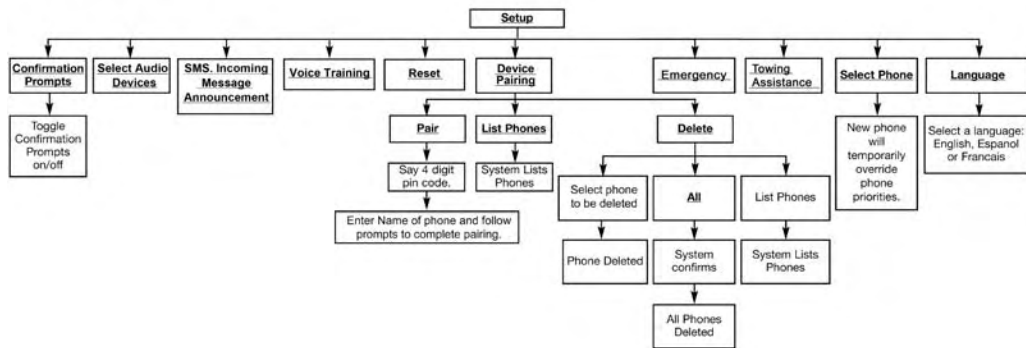 Setup
Confirmation
Prompts
Select Audio
Devices
SMS. Incoming
Message
Announcement
Voice Training
Reset
Device
Pairing
Emergency
Towing
Assistance
Select Phone
Language
Toggle
Confirmation
Prompts
on/off
Pair
List Phones
Delete
New phone
will
temporarily
override
phone
priorities.
Select a language:
English, Espanol
or Francais
Say 4 digit
pin code.
System Lists
Phones
Enter Name of phone and follow
prompts to complete pairing.
Select phone
to be deleted
All
List Phones
Phone Deleted
System
confirms
System Lists
Phones
All Phones
Deleted